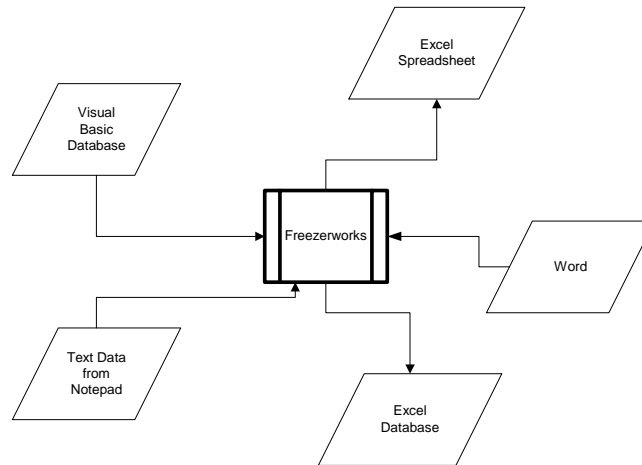 Excel
Spreadsheet
Visual
Basic
Database
Freezerworks
Word
Text Data
from
Notepad
Excel
Database